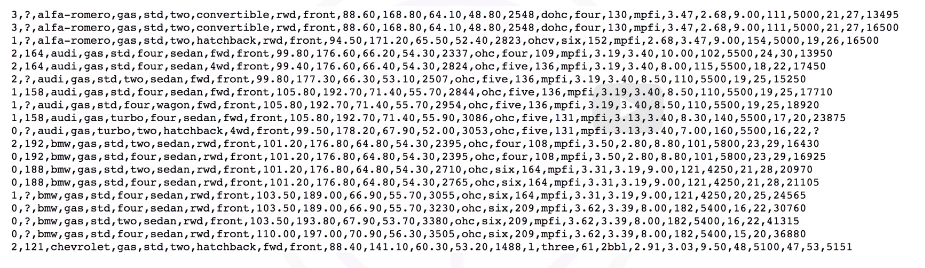 3,?,alfa-romero,gas,std,two,convertible,rwd,front,88.60,168.80,64.10,48.80,2548,dohc,four,130,mpfi,3.47,2.68,9.00,111,5000,21,27,13495
3,?,alfa-romero,gas,std,two,convertible,rwd,front,88.60,168.80,64.10,48.80,2548,dohc,four,130,mpfi,3.47,2.68,9.00,111,5000,21,27,16500
1,?,alfa-romero,gas,std,two,hatchback,rwd,front,94.50,171.20,65.50,52.40,2823,ohcv,six,152,mpfi,2.68,3.47,9.00,154,5000,19,26,16500
2,164,audi,gas,std,four,sedan,fwd,front,99.80,176.60,66.20,54.30,2337,ohc,four,109,mpfi,3.19,3.40,10.00,102,5500,24,30,13950
2,164,audi,gas,std,four,sedan,4wd,front,99.40,176.60,66.40,54.30,2824,ohc,five,136,mpfi,3.19,3.40,8.00,115,5500,18,22,17450
2,?,audi,gas,std,two,sedan,fwd,front,99.80,177.30,66.30,53.10,2507,ohc,five,136,mpfi,3.19,3.40,8.50,110,5500,19,25,15250
1,158,audi,gas,std,four,sedan,fwd,front,105.80,192.70,71.40,55.70,2844,ohc,five,136,mpfi,3.19,3.40,8.50,110,5500,19,25,17710
1,?,audi,gas,std,four,wagon,fwd,front,105.80,192.70,71.40,55.70,2954,ohc,five,136,mpfi,3.19,3.40,8.50,110,5500,19,25,18920
1,158,audi,gas,turbo,four,sedan,fwd,front,105.80,192.70,71.40,55.90,3086,ohc,five,131,mpfi,3.13,3.40,8.30,140,5500,17,20,23875
0,?,audi,gas,turbo,two,hatchback,4wd,front,99.50,178.20,67.90,52.00,3053,ohc,five,131,mpfi,3.13,3.40,7.00,160,5500,16,22,?
2,192,bmw,gas,std,two,sedan,rwd,front,101.20,176.80,64.80,54.30,2395,ohc,four,108,mpfi,3.50,2.80,8.80,101,5800,23,29,16430
0,192,bmw,gas,std,four,sedan,rwd,front,101.20,176.80,64.80,54.30,2395,ohc,four,108,mpfi,3.50,2.80,8.80,101,5800,23,29,16925
0,188,bmw,gas,std,two,sedan,rwd,front,101.20,176.80,64.80,54.30,2710,ohc,six,164,mpfi,3.31,3.19,9.00,121,4250,21,28,20970
0,188,bmw,gas,std,four,sedan,rwd,front,101.20,176.80,64.80,54.30,2765,ohc,six,164,mpfi,3.31,3.19,9.00,121,4250,21,28,21105
1,?,bmw,gas,std,four,sedan,rwd,front,103.50,189.00,66.90,55.70,3055,ohc,six,164,mpfi,3.31,3.19,9.00,121,4250,20,25,24565
0,?,bmw,gas,std,four,sedan,rwd,front,103.50,189.00,66.90,55.70,3230,ohc,six,209,mpfi,3.62,3.39,8.00,182,5400,16,22,30760
0,?,bmw,gas,std,two,sedan,rwd,front,103.50,193.80,67.90,53.70,3380,ohc,six,209,mpfi,3.62,3.39,8.00,182,5400,16,22,41315
0,?,bmw,gas,std,four,sedan,rwd,front,110.00,197.00,70.90,56.30,3505,ohc,six,209,mpfi,3.62,3.39,8.00,182,5400,15,20,36880
2,121,chevrolet,gas,std,two,hatchback,fwd,front,88.40,141.10,60.30,53.20,1488,l,three,61,2bbl,2.91,3.03,9.50,48,5100,47,53,5151